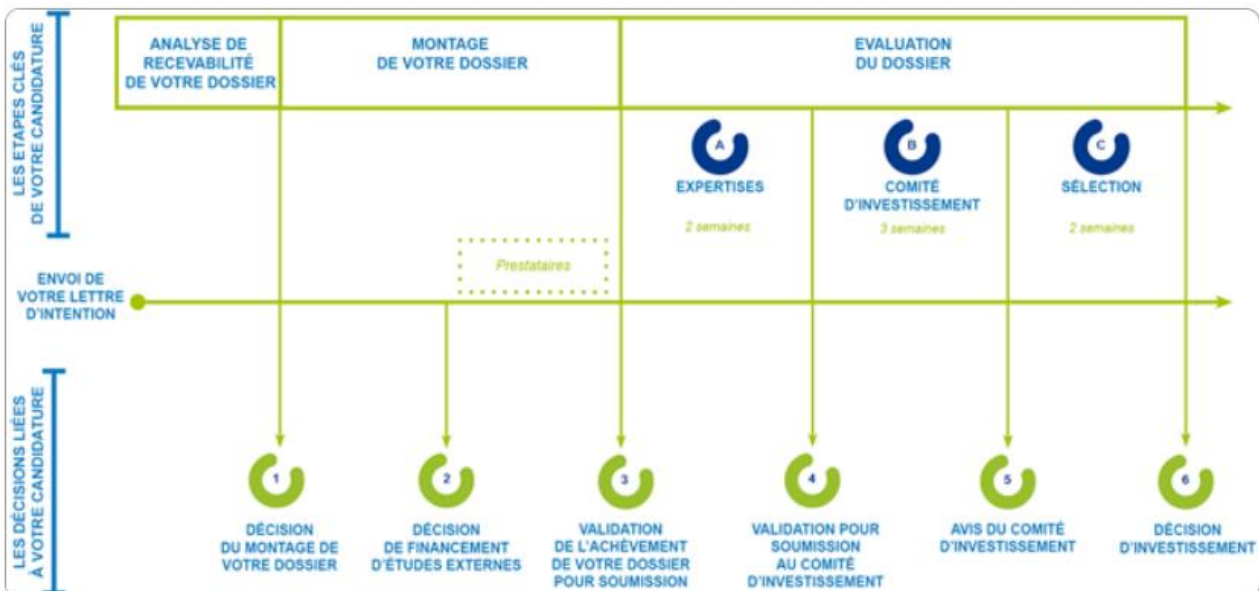 LES ETAPES CLÉS
DE VOTRE CANDIDATURE
ANALYSE DE
RECEVABILITÉ
DE VOTRE DOSSIER
MONTAGE
DE VOTRE DOSSIER
EVALUATION
DU DOSSIER
A
EXPERTISES
2 semaines
B
COMITÉ
D'INVESTISSEMENT
3 semaines
C
SÉLECTION
2 semaines
Prestataires
ENVOI DE
VOTRE LETTRE
D'INTENTION
LES DÉCISIONS LIÉES
À VOTRE CANDIDATURE
1
DÉCISION
DU MONTAGE DE
VOTRE DOSSIER
2
DÉCISION
DE FINANCEMENT
D'ÉTUDES EXTERNES
3
VALIDATION
DE L'ACHÈVEMENT
DE VOTRE DOSSIER
POUR SOUMISSION
4
VALIDATION POUR
SOUMISSION
AU COMITÉ
D'INVESTISSEMENT
5
AVIS DU COMITÉ
D'INVESTISSEMENT
6
DÉCISION
D'INVESTISSEMENT